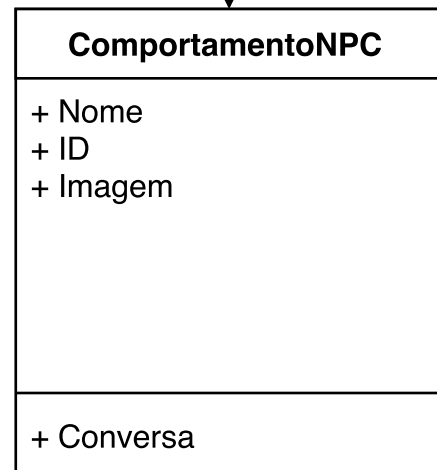 ComportamentoNPC
+ Nome
+ ID
+ Imagem
+ Conversa